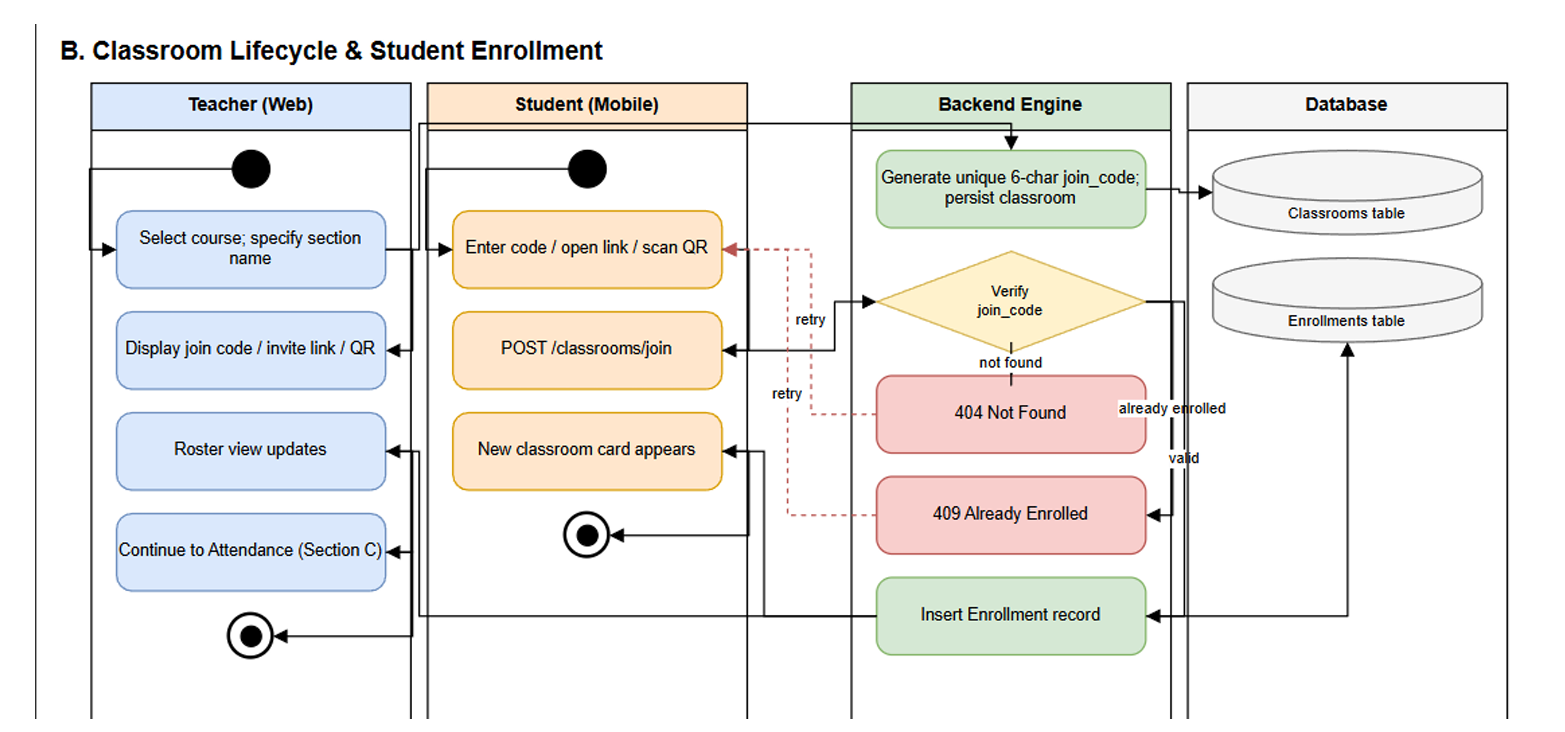 B. Classroom Lifecycle & Student Enrollment
Teacher (Web)
Student (Mobile)
Backend Engine
Database
Select course; specify section
name
Display join code / invite link / QR
Roster view updates
Continue to Attendance (Section C)
Enter code / open link / scan QR
POST /classrooms/join
New classroom card appears
retry
retry
Generate unique 6-char join_code;
persist classroom
Verify
join_code
not found
404 Not Found
already enrolled
valid
409 Already Enrolled
Insert Enrollment record
Classrooms table
Enrollments table